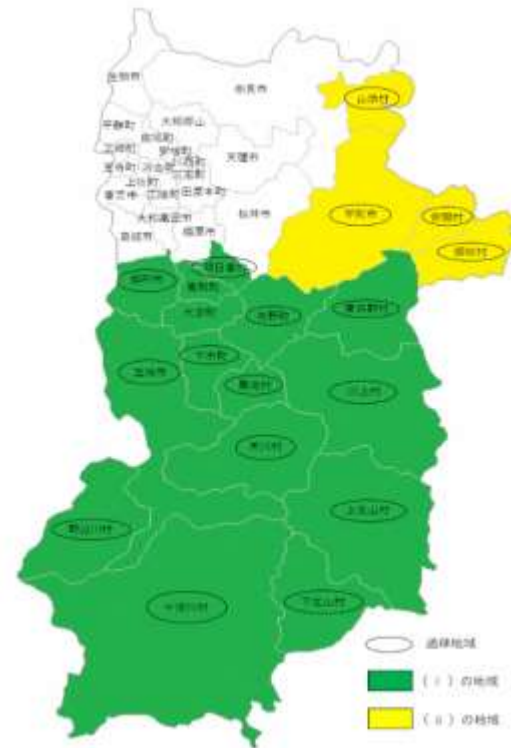 生駒市
奈良市
山添村
平群町
大和郡山
三郷町
斑鳩町
安堵町
川西町
天理市
王寺町
河合町
三宅町
上牧町
香芝市
広陵町
田原本町
宇陀市
曽爾村
大和高田市
桜井市
葛城市
橿原市
御杖村
明日香村
御所市
高取町
大淀町
吉野町
東吉野村
五條市
下市町
黒滝村
川上村
天川村
上北山村
野迫川村
十津川村
下北山村
過疎地域
(ⅰ)の地域
(ⅱ)の地域